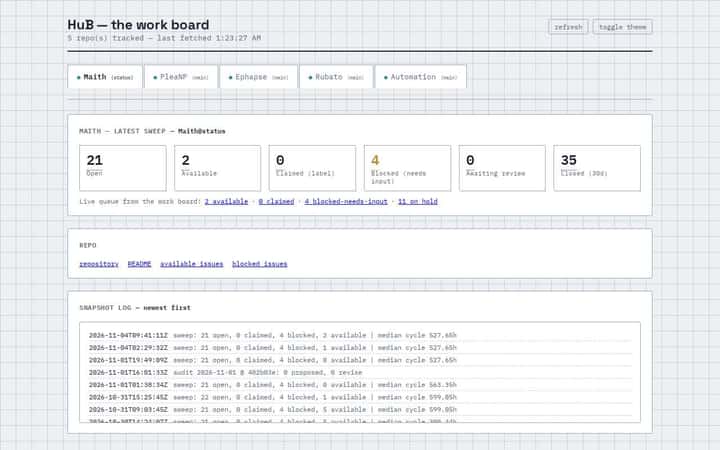 HuB — the work board
5 repo(s) tracked — last fetched 1:23:27 AM
refresh
toggle theme
Maith (status)
PleaNP (main)
Ephapse (main)
Rubato (main)
Automation (main)
MAITH — LATEST SWEEP — Maith@status
21
Open
2
Available
0
Claimed (label)
4
Blocked (needs
input)
0
Awaiting review
35
Closed (30d)
Live queue from the work board: 2 available · 0 claimed · 4 blocked-needs-input · 11 on hold
REPO
repository README available issues blocked issues
SNAPSHOT LOG — newest first
2026-11-04T09:41:11Z sweep: 21 open, 0 claimed, 4 blocked, 2 available | median cycle 527.65h
2026-11-04T02:29:32Z sweep: 21 open, 0 claimed, 4 blocked, 1 available | median cycle 527.65h
2026-11-01T19:49:09Z sweep: 21 open, 0 claimed, 4 blocked, 0 available | median cycle 527.65h
2026-11-01T16:01:33Z audit 2026-11-01 @ 402b03e: 0 proposed, 0 revise
2026-11-01T01:38:34Z sweep: 21 open, 0 claimed, 4 blocked, 4 available | median cycle 563.35h
2026-10-31T15:25:45Z sweep: 22 open, 0 claimed, 4 blocked, 1 available | median cycle 599.05h
2026-10-31T09:03:45Z sweep: 21 open, 0 claimed, 4 blocked, 5 available | median cycle 599.05h